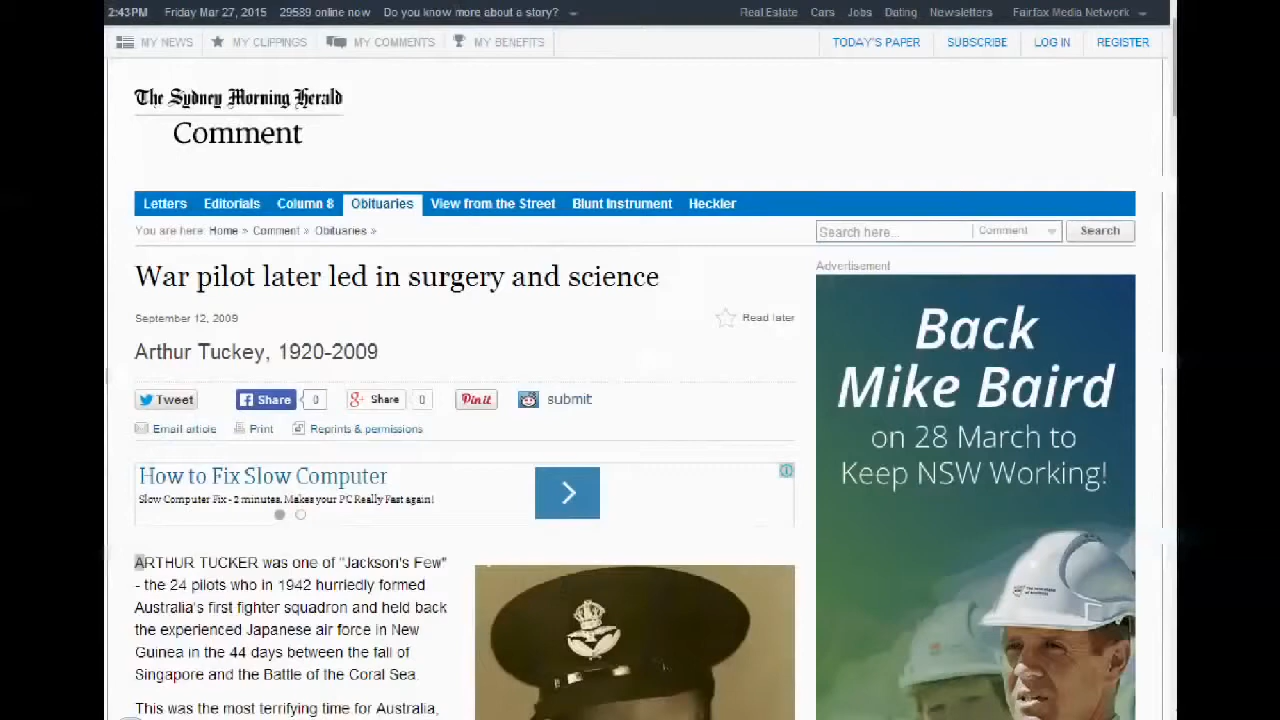 2:43PM Friday Mar 27, 2015 29589 online now Do you know more about a story? Real Estate Cars Jobs Dating Newsletters Fairfax Media Network
MY NEWS MY CLIPPINGS MY COMMENTS MY BENEFITS TODAY'S PAPER SUBSCRIBE LOG IN REGISTER
The Sydney Morning Herald
Comment
Letters Editorials Column 8 Obituaries View from the Street Blunt Instrument Heckler
You are here: Home » Comment » Obituaries »
Search here... Comment Search
War pilot later led in surgery and science
September 12, 2009
Read later
Arthur Tuckey, 1920-2009
Tweet Share 0 Share 0 Pin it submit
Email article Print Reprints & permissions
How to Fix Slow Computer
Slow Computer Fix - 2 minutes. Makes your PC Really Fast again!
ARTHUR TUCKER was one of "Jackson's Few"
- the 24 pilots who in 1942 hurriedly formed
Australia's first fighter squadron and held back
the experienced Japanese air force in New
Guinea in the 44 days between the fall of
Singapore and the Battle of the Coral Sea.
This was the most terrifying time for Australia,
Advertisement
Back
Mike Baird
on 28 March to
Keep NSW Working!